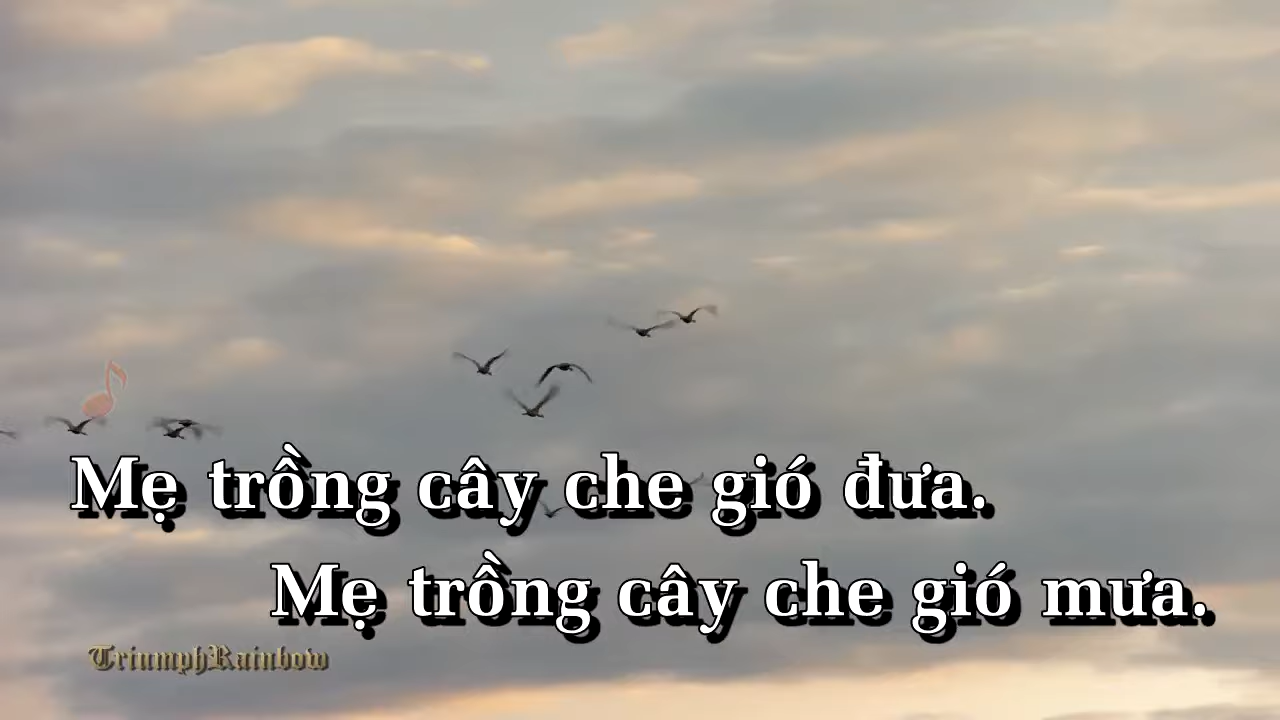 Mẹ trồng cây che gió đưa.
Mẹ trồng cây che gió mưa.
TriumphRainbow